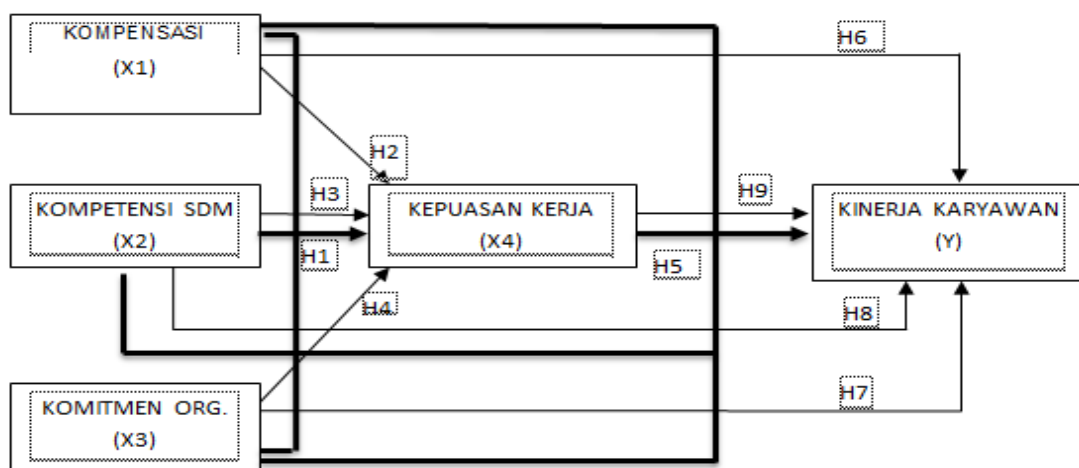 KOMPENSASI
(X1)
H6
H2
KOMPETENSI SDM
(X2)
H3
H1
KEPUASAN KERJA
(X4)
H9
H5
KINERJA KARYAWAN
(Y)
H4
H8
KOMITMEN ORG.
(X3)
H7